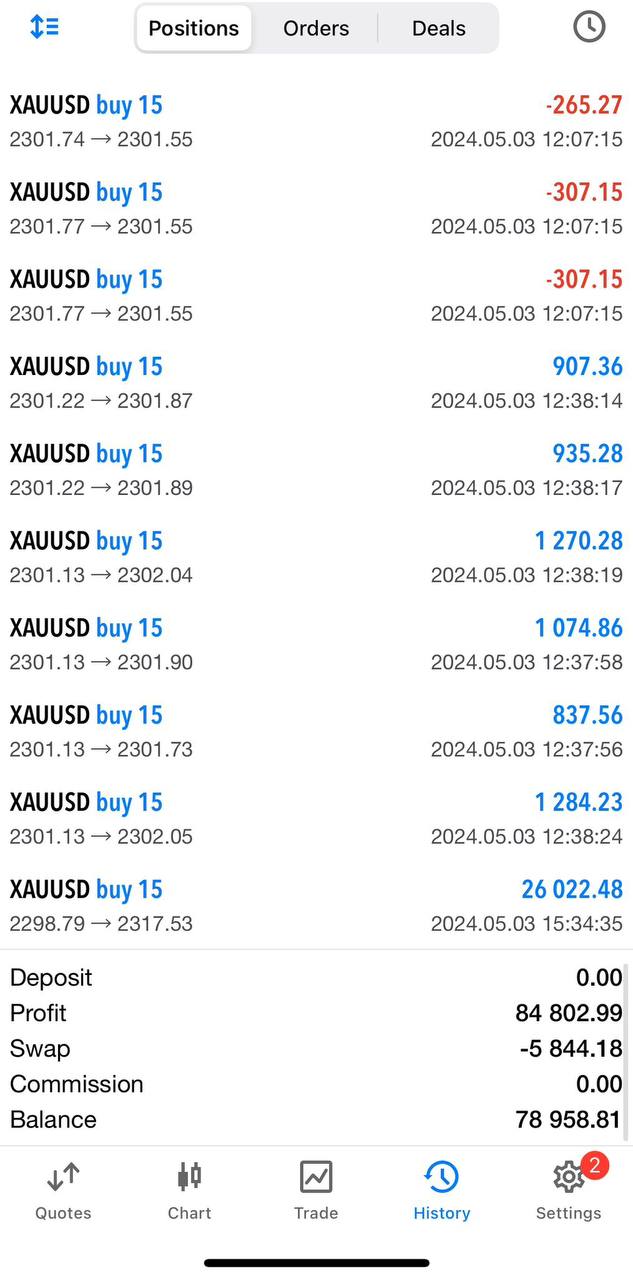 Positions Orders Deals
XAUUSD buy 15 -265.27
2301.74 → 2301.55 2024.05.03 12:07:15
XAUUSD buy 15 -307.15
2301.77 → 2301.55 2024.05.03 12:07:15
XAUUSD buy 15 -307.15
2301.77 → 2301.55 2024.05.03 12:07:15
XAUUSD buy 15 907.36
2301.22 → 2301.87 2024.05.03 12:38:14
XAUUSD buy 15 935.28
2301.22 → 2301.89 2024.05.03 12:38:17
XAUUSD buy 15 1 270.28
2301.13 → 2302.04 2024.05.03 12:38:19
XAUUSD buy 15 1 074.86
2301.13 → 2301.90 2024.05.03 12:37:58
XAUUSD buy 15 837.56
2301.13 → 2301.73 2024.05.03 12:37:56
XAUUSD buy 15 1 284.23
2301.13 → 2302.05 2024.05.03 12:38:24
XAUUSD buy 15 26 022.48
2298.79 → 2317.53 2024.05.03 15:34:35
Deposit 0.00
Profit 84 802.99
Swap -5 844.18
Commission 0.00
Balance 78 958.81
2
Quotes Chart Trade History Settings